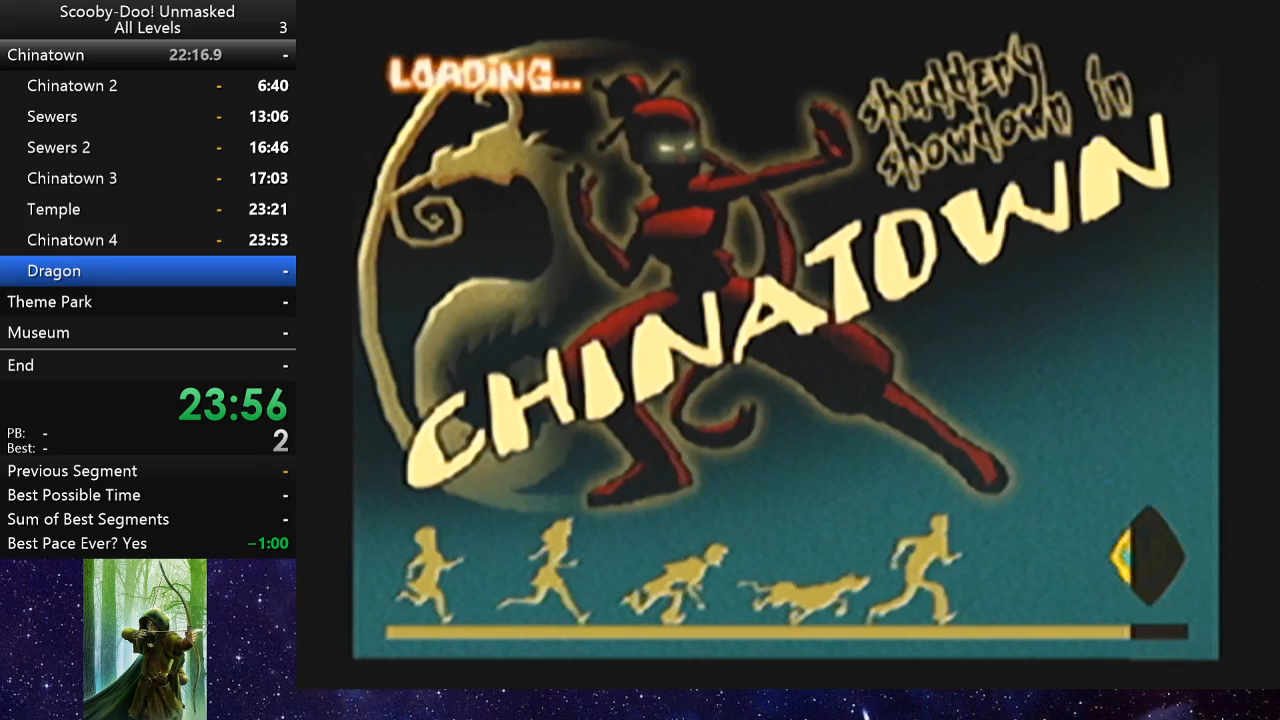 Scooby-Doo! Unmasked
All Levels 3
Chinatown 22:16.9 -
Chinatown 2 - 6:40
Sewers - 13:06
Sewers 2 - 16:46
Chinatown 3 - 17:03
Temple - 23:21
Chinatown 4 - 23:53
Dragon -
Theme Park -
Museum -
End -
23:56
PB: -
Best: - 2
Previous Segment -
Best Possible Time -
Sum of Best Segments -
Best Pace Ever? Yes −1:00
LOADING...
shuddery
showdown in
CHINATOWN